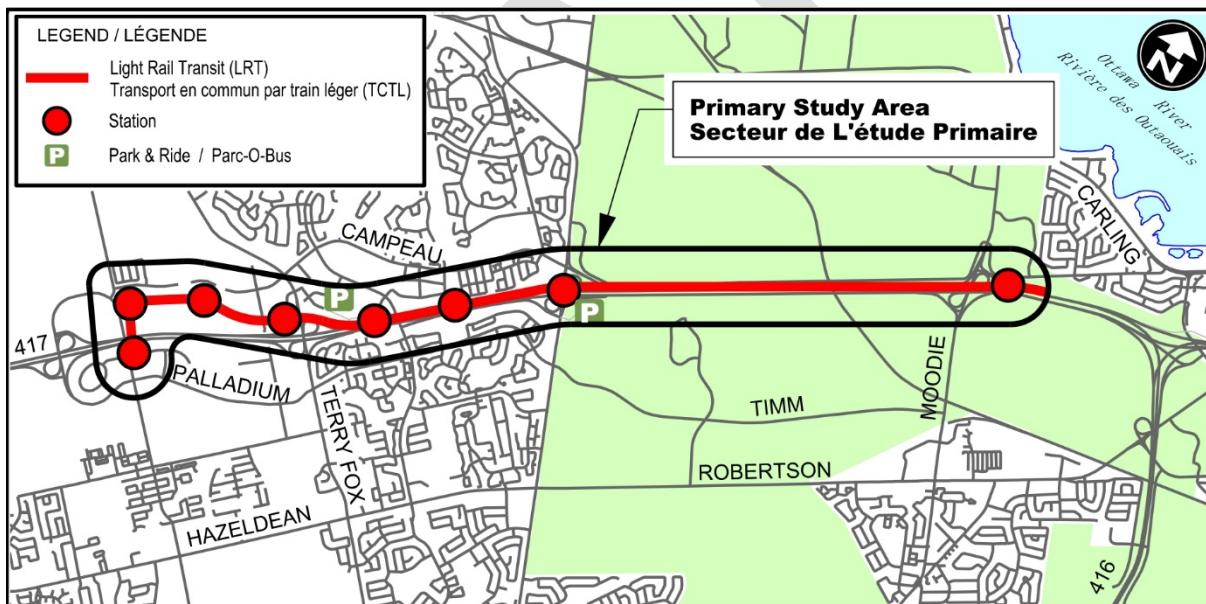 LEGEND / LÉGENDE
Light Rail Transit (LRT)
Transport en commun par train léger (TCTL)
Station
P Park & Ride / Parc-O-Bus
Primary Study Area
Secteur de L'étude Primaire
N
Ottawa River
Rivière des Outaouais
CARLING
CAMPEAU
P
P
417
PALLADIUM
TERRY FOX
MOODIE
TIMM
ROBERTSON
HAZELDEAN
416